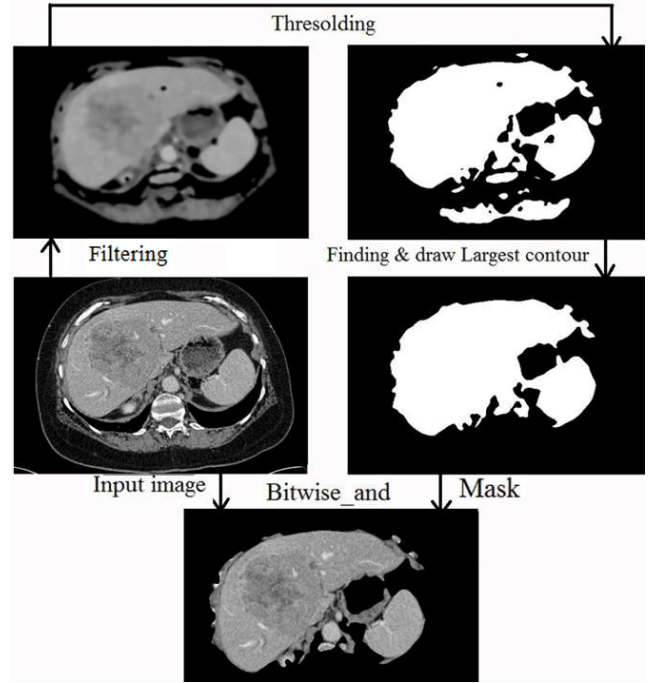 Thresolding
Filtering
Finding & draw Largest contour
Input image
Bitwise_and
Mask